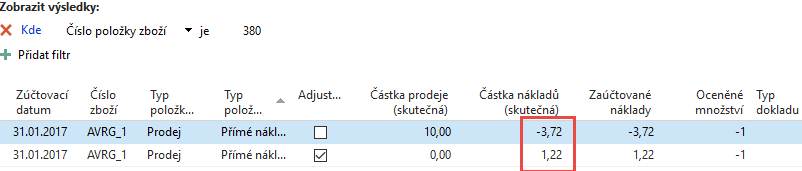 Zobrazit výsledky:
Kde Číslo položky zboží je 380
Přidat filtr
Zúčtovací Číslo Typ Typ Adjust... Částka prodeje Částka nákladů Zaúčtované Oceněné Typ
datum zboží položk... polož... (skutečná) (skutečná) náklady množství dokladu
31.01.2017 AVRG_1 Prodej Přímé nákl... 10,00 -3,72 -3,72 -1
31.01.2017 AVRG_1 Prodej Přímé nákl... 0,00 1,22 1,22 -1